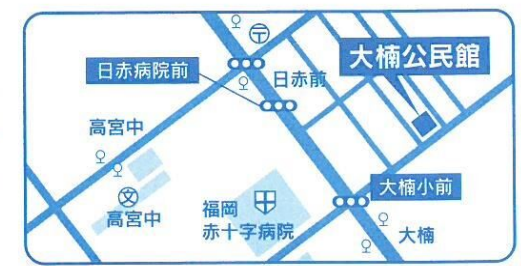 大楠公民館
日赤病院前
日赤前
高宮中
大楠小前
高宮中
福岡
赤十字病院
大楠